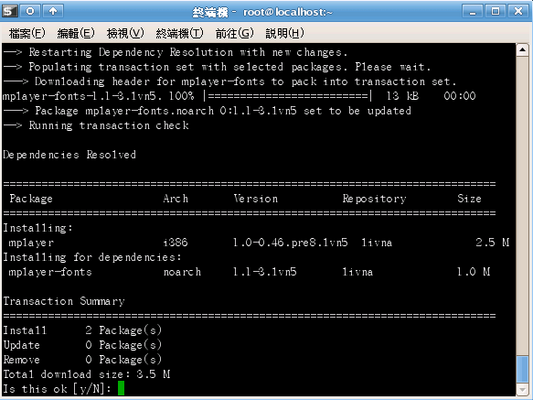 終端機 - root@localhost:~
檔案(F) 編輯(E) 檢視(V) 終端機(T) 前往(G) 說明(H)
--> Restarting Dependency Resolution with new changes.
--> Populating transaction set with selected packages. Please wait.
---> Downloading header for mplayer-fonts to pack into transaction set.
mplayer-fonts-1.1-3.lvn5. 100% |=========================| 13 kB 00:00
---> Package mplayer-fonts.noarch 0:1.1-3.lvn5 set to be updated
--> Running transaction check
Dependencies Resolved
=============================================================================
Package Arch Version Repository Size
=============================================================================
Installing:
mplayer i386 1.0-0.46.pre8.lvn5 livna 2.5 M
Installing for dependencies:
mplayer-fonts noarch 1.1-3.lvn5 livna 1.0 M
Transaction Summary
=============================================================================
Install 2 Package(s)
Update 0 Package(s)
Remove 0 Package(s)
Total download size: 3.5 M
Is this ok [y/N]: